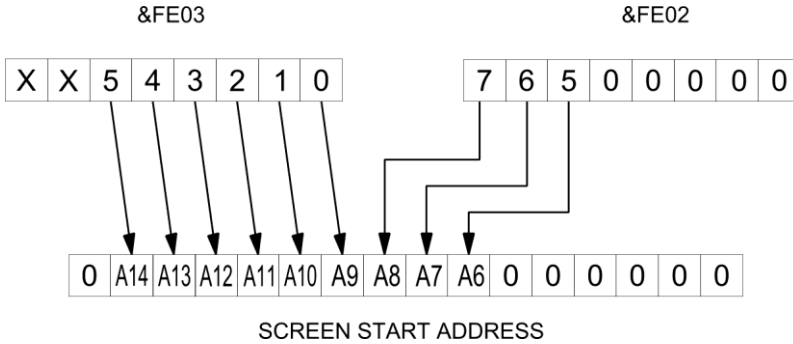 &FE03 &FE02
X X 5 4 3 2 1 0 7 6 5 0 0 0 0 0
0 A14 A13 A12 A11 A10 A9 A8 A7 A6 0 0 0 0 0 0
SCREEN START ADDRESS